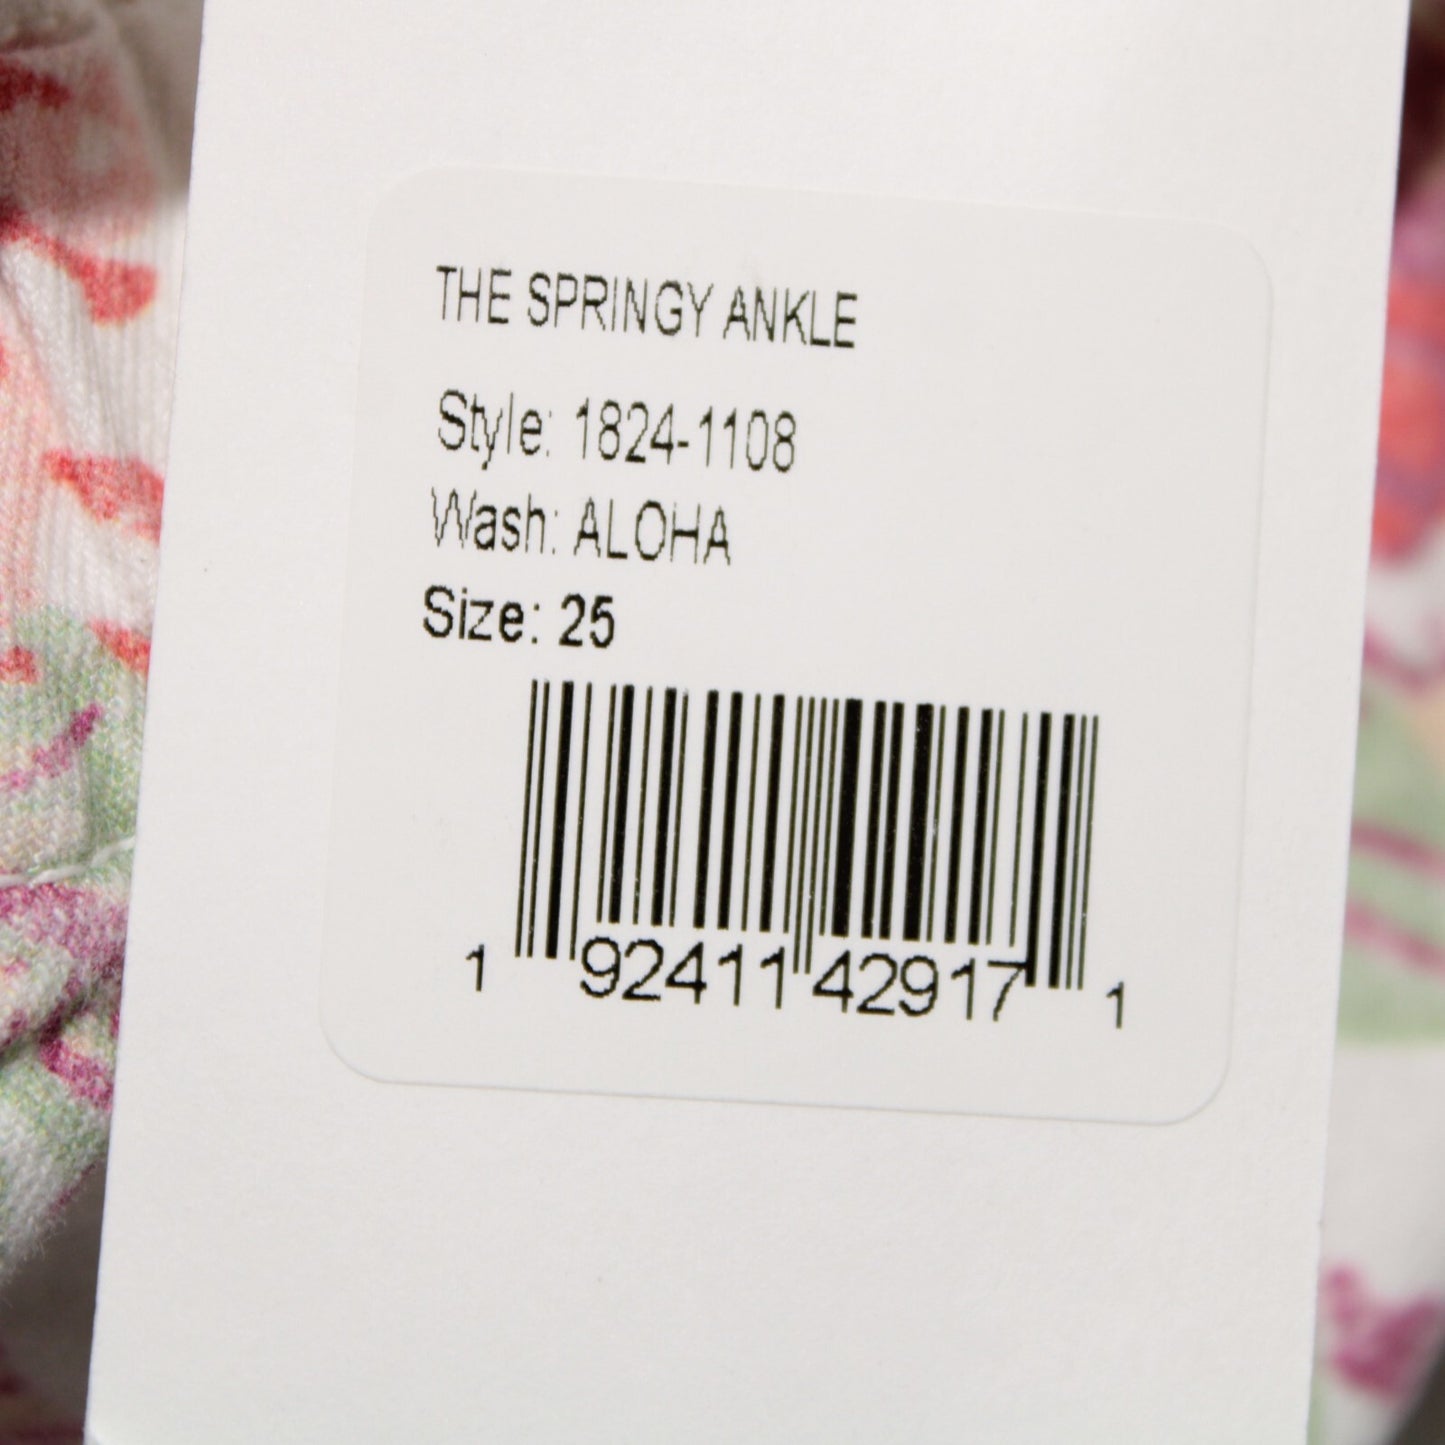 THE SPRINGY ANKLE
Style: 1824-1108
Wash: ALOHA
Size: 25
1 92411 42917 1